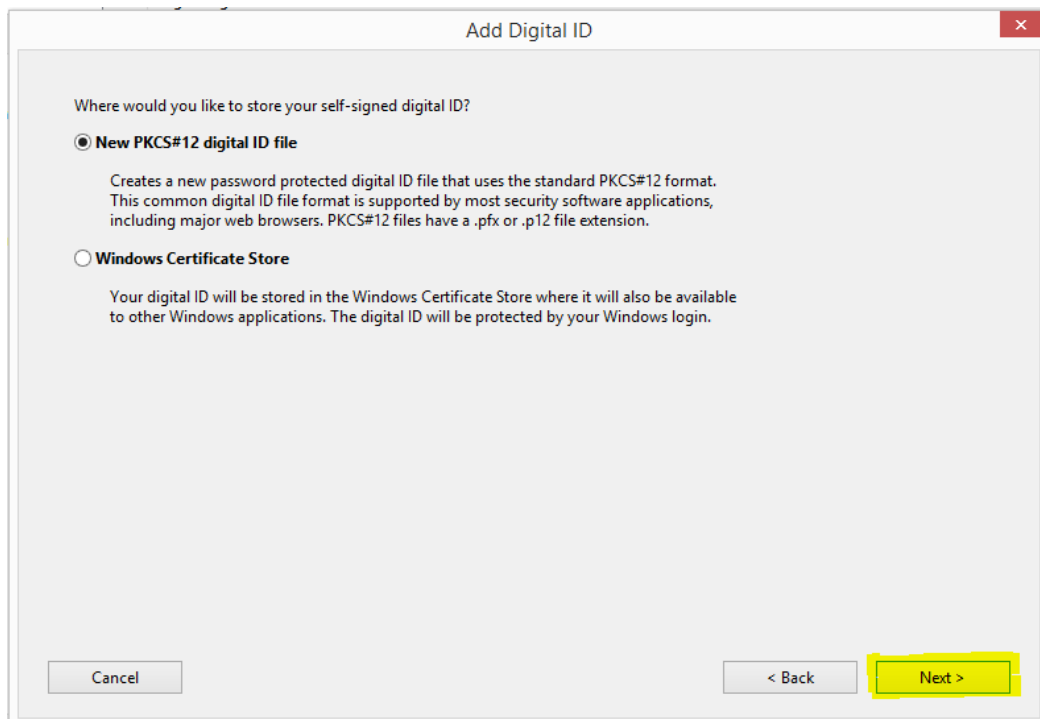 Add Digital ID
Where would you like to store your self-signed digital ID?
New PKCS#12 digital ID file
Creates a new password protected digital ID file that uses the standard PKCS#12 format.
This common digital ID file format is supported by most security software applications,
including major web browsers. PKCS#12 files have a .pfx or .p12 file extension.
Windows Certificate Store
Your digital ID will be stored in the Windows Certificate Store where it will also be available
to other Windows applications. The digital ID will be protected by your Windows login.
Cancel < Back Next >